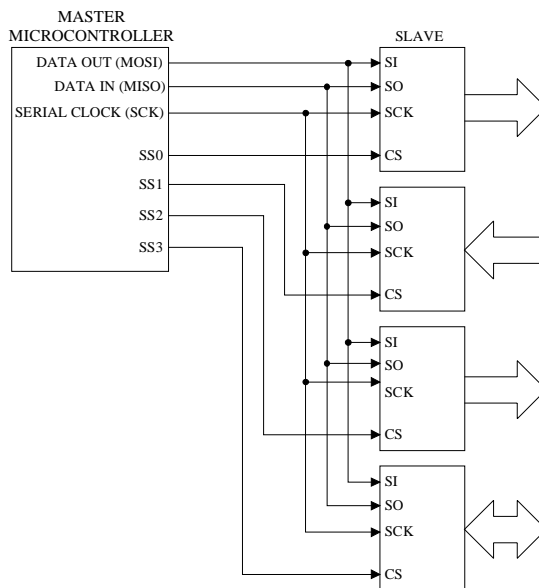 MASTER
MICROCONTROLLER
DATA OUT (MOSI)
DATA IN (MISO)
SERIAL CLOCK (SCK)
SS0
SS1
SS2
SS3
SLAVE
SI
SO
SCK
CS
SI
SO
SCK
CS
SI
SO
SCK
CS
SI
SO
SCK
CS